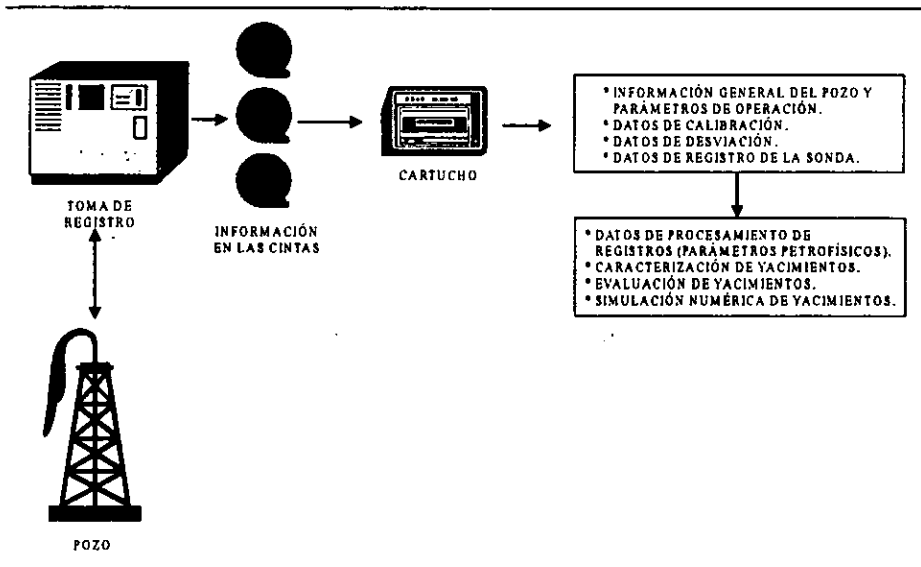 TOMA DE
REGISTRO
INFORMACIÓN
EN LAS CINTAS
CARTUCHO
* INFORMACIÓN GENERAL DEL POZO Y
PARÁMETROS DE OPERACIÓN.
* DATOS DE CALIBRACIÓN.
* DATOS DE DESVIACIÓN.
* DATOS DE REGISTRO DE LA SONDA.
* DATOS DE PROCESAMIENTO DE
REGISTROS (PARÁMETROS PETROFÍSICOS).
* CARACTERIZACIÓN DE YACIMIENTOS.
* EVALUACIÓN DE YACIMIENTOS.
* SIMULACIÓN NUMÉRICA DE YACIMIENTOS.
POZO